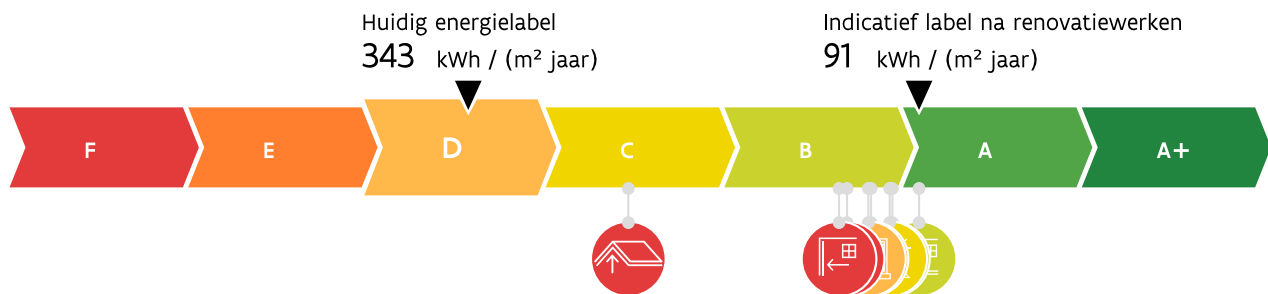 Huidig energielabel
343 kWh / (m² jaar)
Indicatief label na renovatiewerken
91 kWh / (m² jaar)
F E D C B A A+